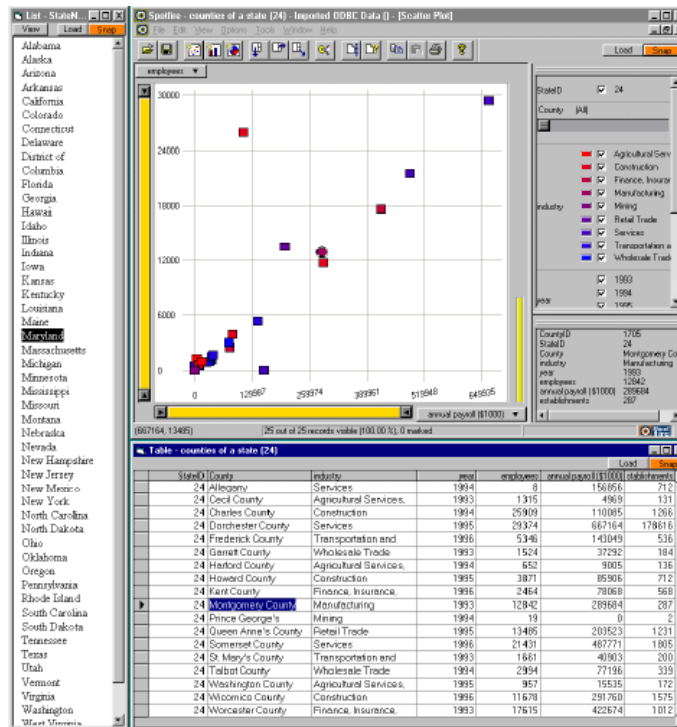 List - StateN...
View Load Snap
Alabama
Alaska
Arizona
Arkansas
California
Colorado
Connecticut
Delaware
District of
Columbia
Florida
Georgia
Hawaii
Idaho
Illinois
Indiana
Iowa
Kansas
Kentucky
Louisiana
Maine
Maryland
Massachusetts
Michigan
Minnesota
Mississippi
Missouri
Montana
Nebraska
Nevada
New Hampshire
New Jersey
New Mexico
New York
North Carolina
North Dakota
Ohio
Oklahoma
Oregon
Pennsylvania
Rhode Island
South Carolina
South Dakota
Tennessee
Texas
Utah
Vermont
Virginia
Washington
West Virginia
Spotfire - counties of a state (24) - Imported ODBC Data () - [Scatter Plot]
File Edit View Options Tools Window Help
Load Snap
employees
30000
24000
18000
12000
6000
0
0 129987 259974 389961 519948 649935
annual payroll ($1000)
StateID 24
County (All)
industry
Agricultural Serv
Construction
Finance, Insurar
Manufacturing
Mining
Retail Trade
Services
Transportation a
Wholesale Trade
year
1993
1994
1995
CountyID 1705
StateID 24
County Montgomery Co
industry Manufacturing
year 1993
employees 12842
annual payroll ($1000) 289684
establishments 287
(667164, 13485) 25 out of 25 records visible (100.00 %), 0 marked
Table - counties of a state (24)
Load Snap
StateID County industry year employees annual payroll ($1000) stablishments
24 Allegany Services 1994 8 156856 712
24 Cecil County Agricultural Services, 1993 1315 4969 131
24 Charles County Construction 1994 25909 110085 1266
24 Dorchester County Services 1995 29374 667164 178616
24 Frederick County Transportation and 1996 5346 143049 536
24 Garrett County Wholesale Trade 1993 1524 37292 184
24 Harford County Agricultural Services, 1994 652 9005 136
24 Howard County Construction 1995 3871 85906 712
24 Kent County Finance, Insurance, 1996 2464 78068 568
24 Montgomery County Manufacturing 1993 12842 289684 287
24 Prince George's Mining 1994 19 0 2
24 Queen Anne's County Retail Trade 1995 13485 203523 1231
24 Somerset County Services 1996 21431 487771 1805
24 St. Mary's County Transportation and 1993 1661 40903 200
24 Talbot County Wholesale Trade 1994 2994 77196 339
24 Washington County Agricultural Services, 1995 957 15535 172
24 Wicomico County Construction 1996 11678 291760 1575
24 Worcester County Finance, Insurance, 1993 17615 422674 1012